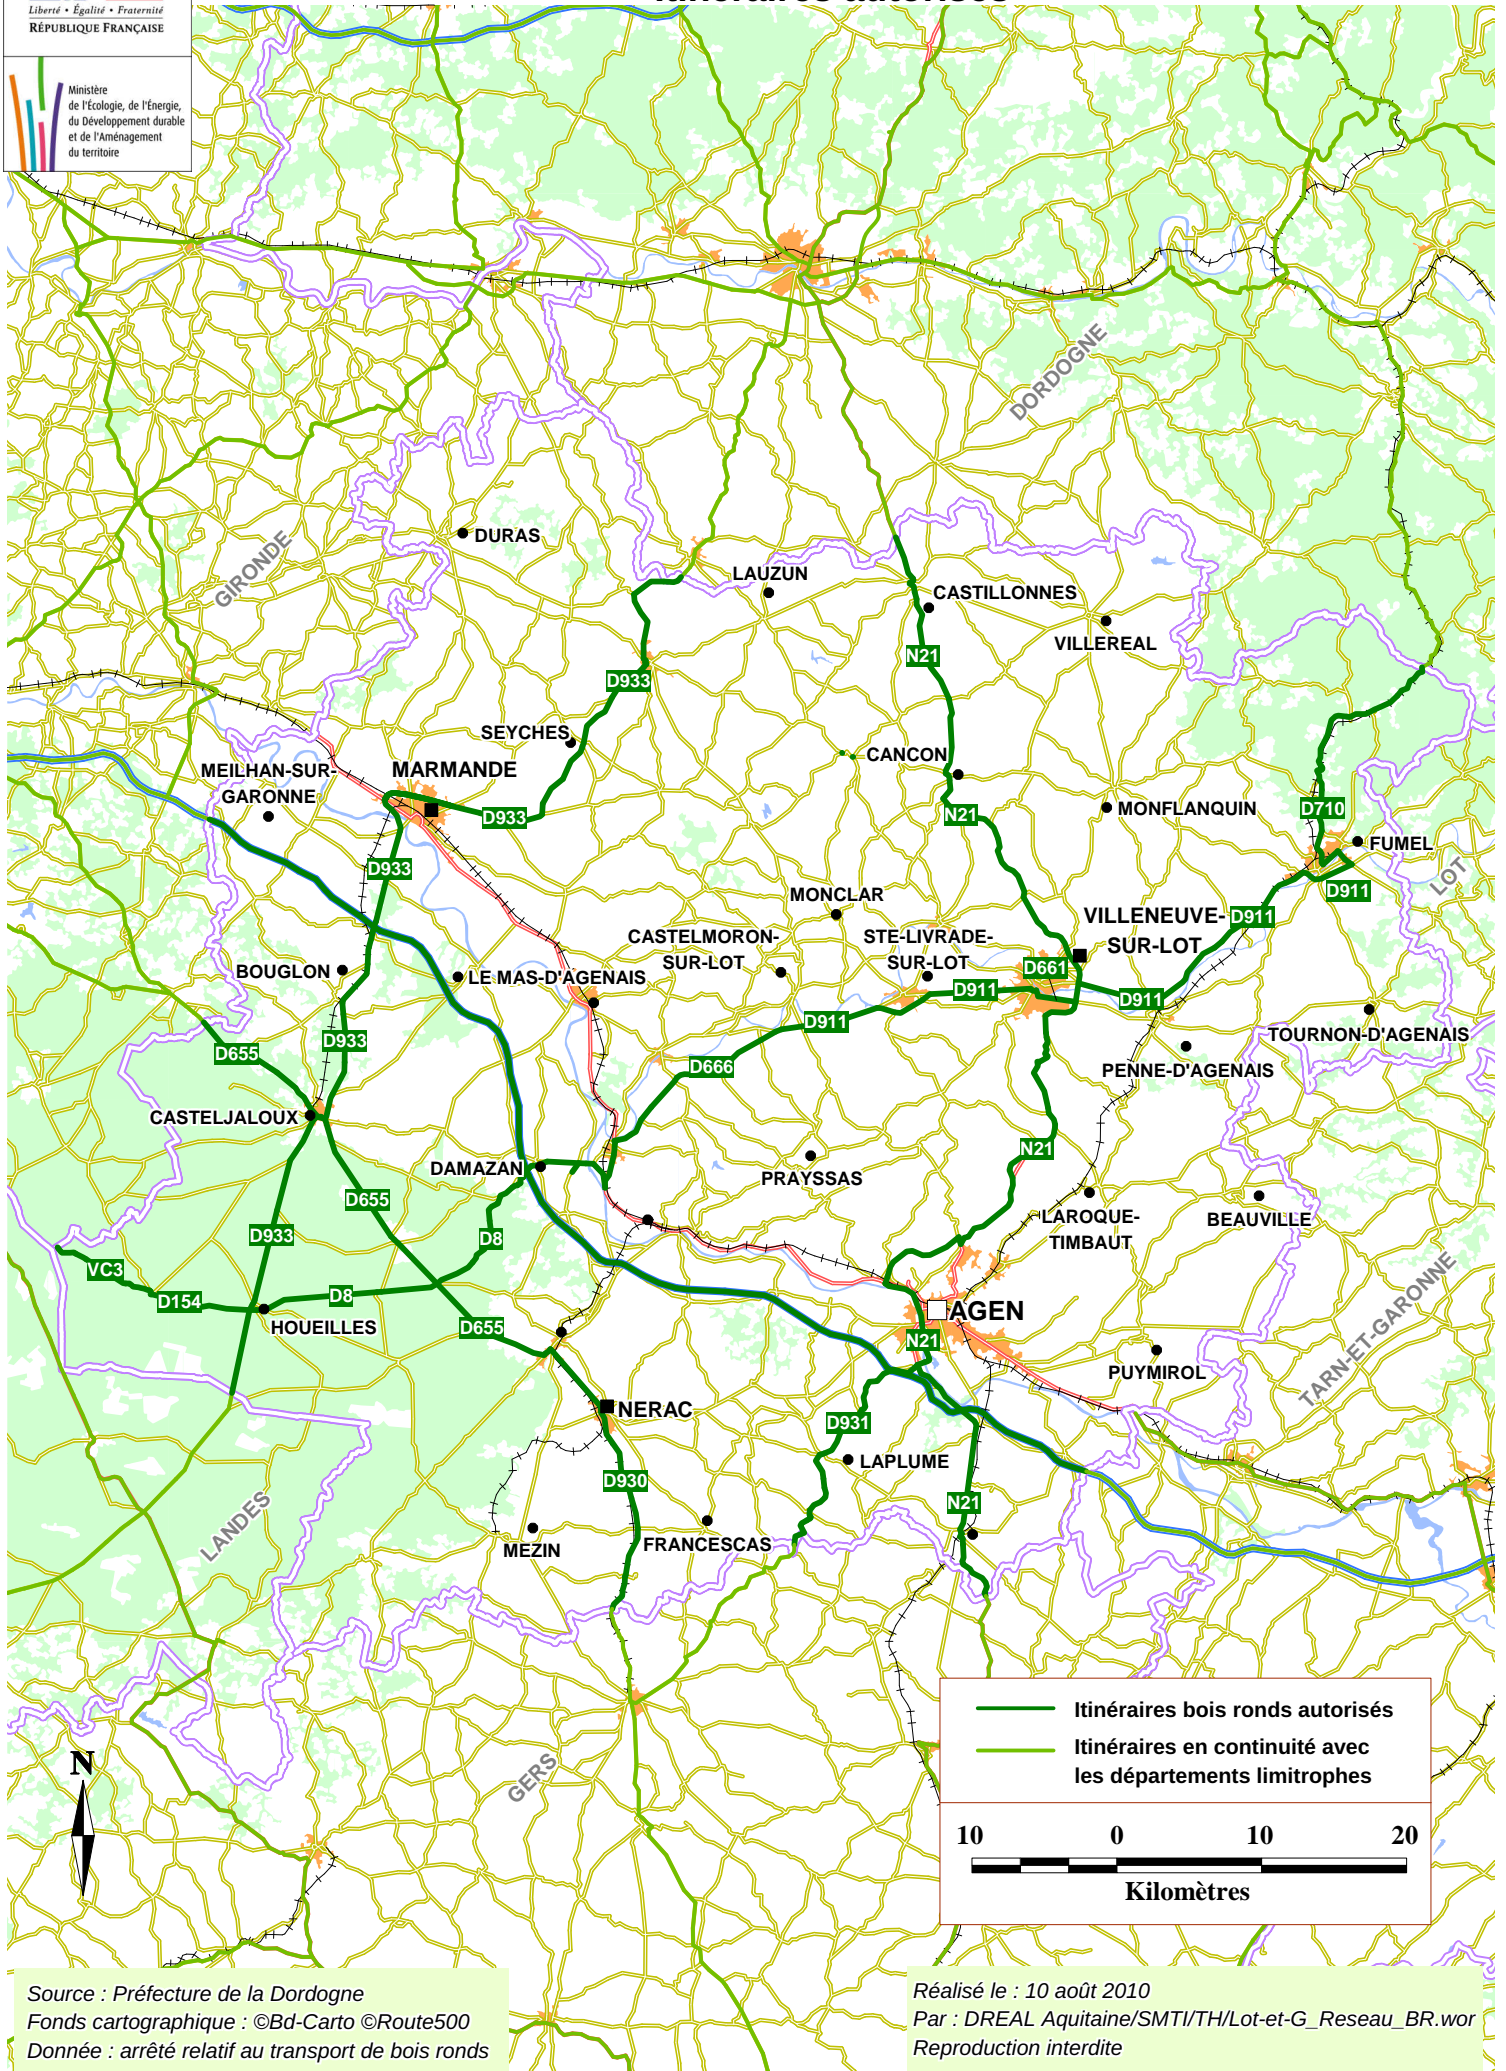 Liberté • Égalité • Fraternité
RÉPUBLIQUE FRANÇAISE
Ministère
de l'Écologie, de l'Énergie,
du Développement durable
et de l'Aménagement
du territoire
DORDOGNE
GIRONDE
DURAS
LAUZUN
CASTILLONNES
VILLEREAL
N21
D933
SEYCHES
CANCON
MEILHAN-SUR-
GARONNE
MARMANDE
D933
N21
MONFLANQUIN
D710
FUMEL
LOT
D933
D911
MONCLAR
VILLENEUVE-
SUR-LOT
D911
CASTELMORON-
SUR-LOT
STE-LIVRADE-
SUR-LOT
D661
BOUGLON
LE MAS-D'AGENAIS
D911
D911
D911
D933
D655
D666
TOURNON-D'AGENAIS
PENNE-D'AGENAIS
CASTELJALOUX
N21
DAMAZAN
PRAYSSAS
D655
LAROQUE-
TIMBAUT
BEAUVILLE
D933
D8
VC3
D154
D8
HOUEILLES
D655
AGEN
N21
PUYMIROL
TARN-ET-GARONNE
NERAC
D931
LAPLUME
D930
N21
LANDES
MEZIN
FRANCESCAS
GERS
Itinéraires bois ronds autorisés
Itinéraires en continuité avec
les départements limitrophes
N
10 0 10 20
Kilomètres
Source : Préfecture de la Dordogne
Fonds cartographique : ©Bd-Carto ©Route500
Donnée : arrêté relatif au transport de bois ronds
Réalisé le : 10 août 2010
Par : DREAL Aquitaine/SMTI/TH/Lot-et-G_Reseau_BR.wor
Reproduction interdite